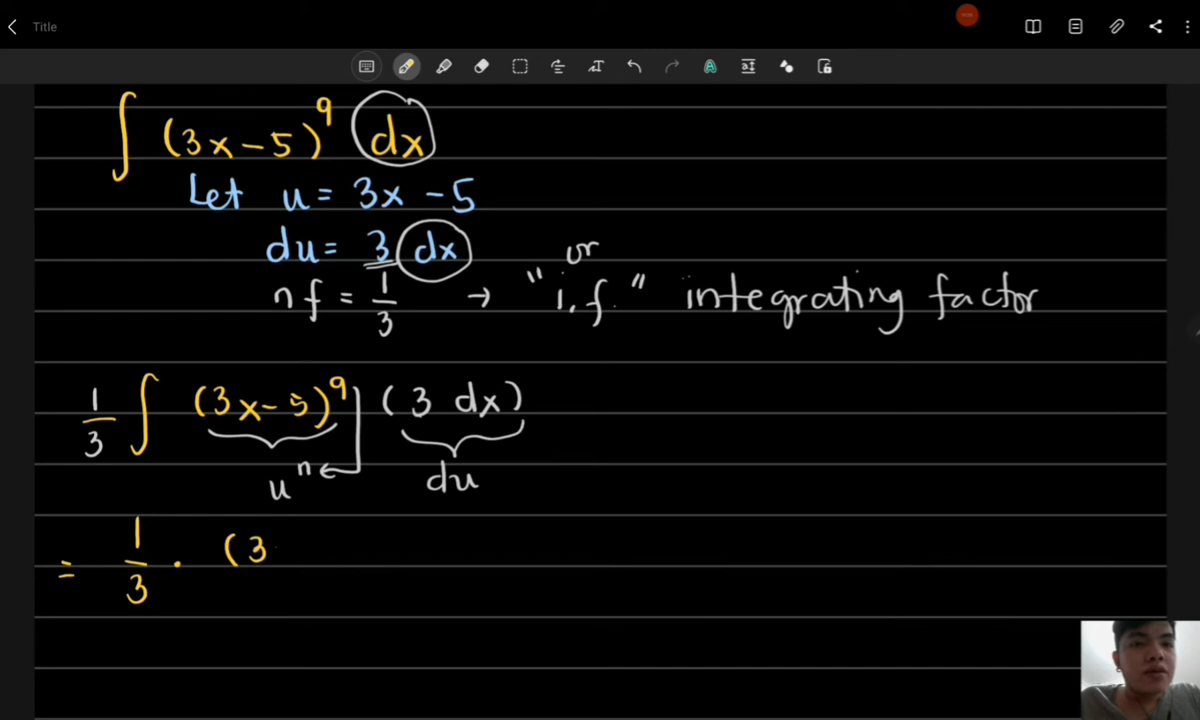 Title
∫ (3x-5)^9 dx
Let u = 3x - 5
du = 3 dx
nf = 1/3 → or "i.f." integrating factor
1/3 ∫ (3x-5)^9 (3 dx)
u^n du
= 1/3 · (3